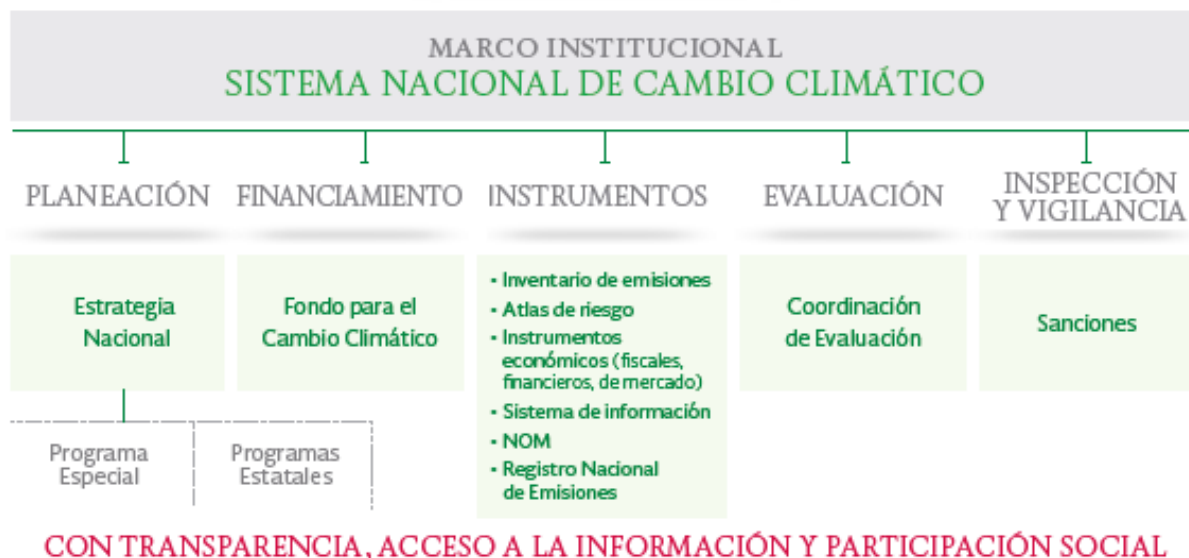 MARCO INSTITUCIONAL
SISTEMA NACIONAL DE CAMBIO CLIMÁTICO
PLANEACIÓN
FINANCIAMIENTO
INSTRUMENTOS
EVALUACIÓN
INSPECCIÓN
Y VIGILANCIA
Estrategia
Nacional
Fondo para el
Cambio Climático
• Inventario de emisiones
• Atlas de riesgo
• Instrumentos
económicos (fiscales,
financieros, de mercado)
• Sistema de información
• NOM
• Registro Nacional
de Emisiones
Coordinación
de Evaluación
Sanciones
Programa
Especial
Programas
Estatales
CON TRANSPARENCIA, ACCESO A LA INFORMACIÓN Y PARTICIPACIÓN SOCIAL